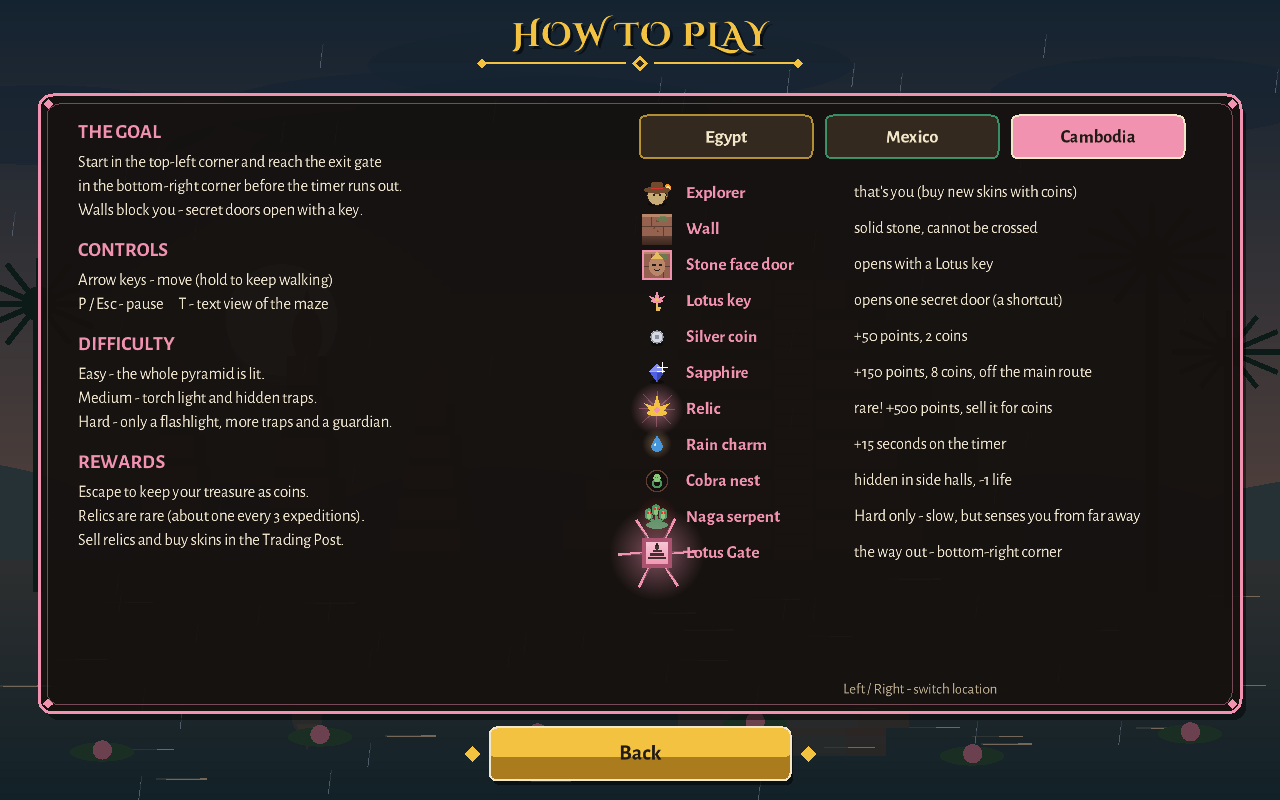 HOW TO PLAY
THE GOAL
Start in the top-left corner and reach the exit gate
in the bottom-right corner before the timer runs out.
Walls block you - secret doors open with a key.
CONTROLS
Arrow keys - move (hold to keep walking)
P / Esc - pause    T - text view of the maze
DIFFICULTY
Easy - the whole pyramid is lit.
Medium - torch light and hidden traps.
Hard - only a flashlight, more traps and a guardian.
REWARDS
Escape to keep your treasure as coins.
Relics are rare (about one every 3 expeditions).
Sell relics and buy skins in the Trading Post.
Egypt Mexico Cambodia
Explorer that's you (buy new skins with coins)
Wall solid stone, cannot be crossed
Stone face door opens with a Lotus key
Lotus key opens one secret door (a shortcut)
Silver coin +50 points, 2 coins
Sapphire +150 points, 8 coins, off the main route
Relic rare! +500 points, sell it for coins
Rain charm +15 seconds on the timer
Cobra nest hidden in side halls, -1 life
Naga serpent Hard only - slow, but senses you from far away
Lotus Gate the way out - bottom-right corner
Left / Right - switch location
Back